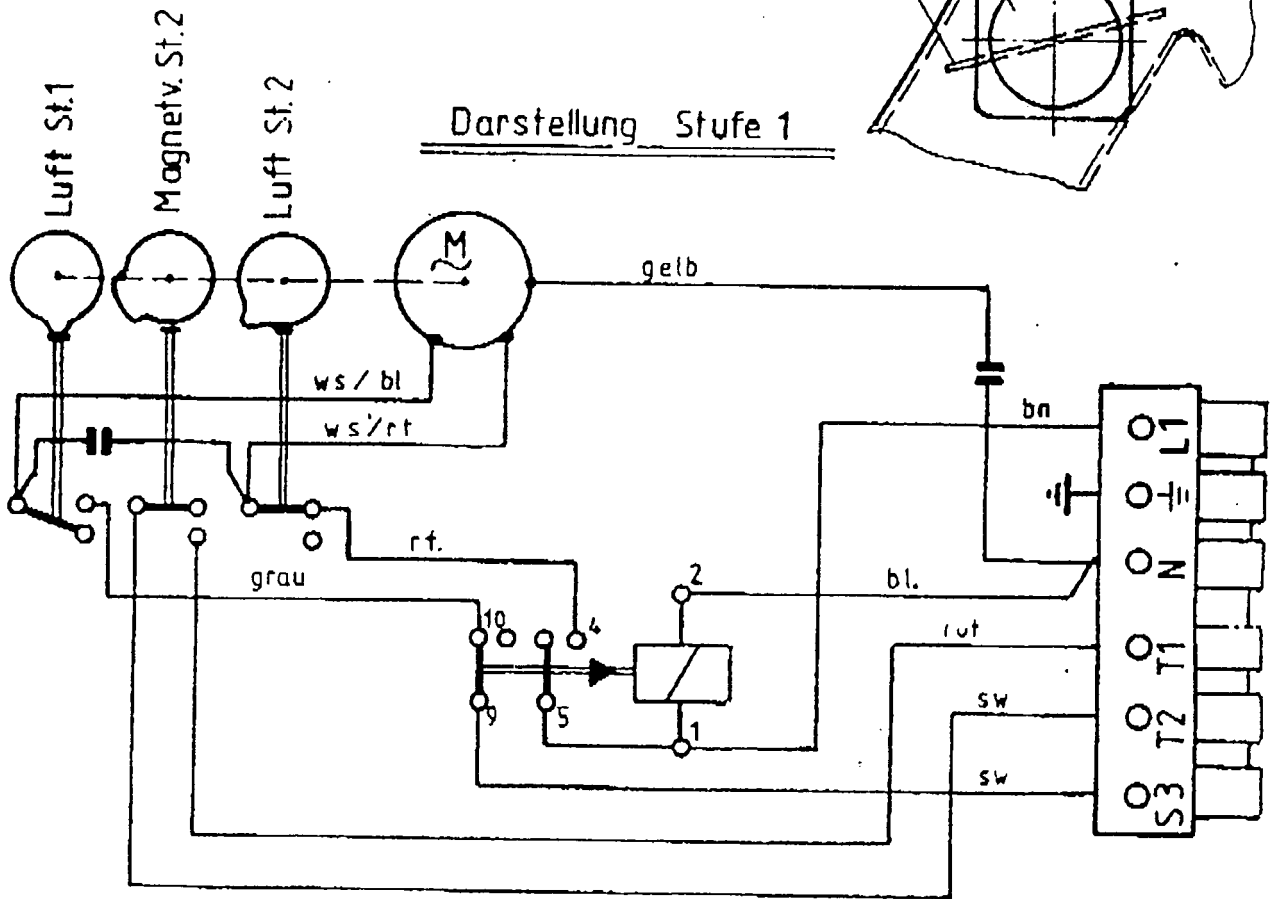 Luft St.1
Magnetv. St.2
Luft St.2
Darstellung Stufe 1
M
gelb
ws/bl
ws/rt
bn
L1
N
T1
T2
S3
rt.
grau
10
4
2
bl.
rot
9
5
1
sw
sw